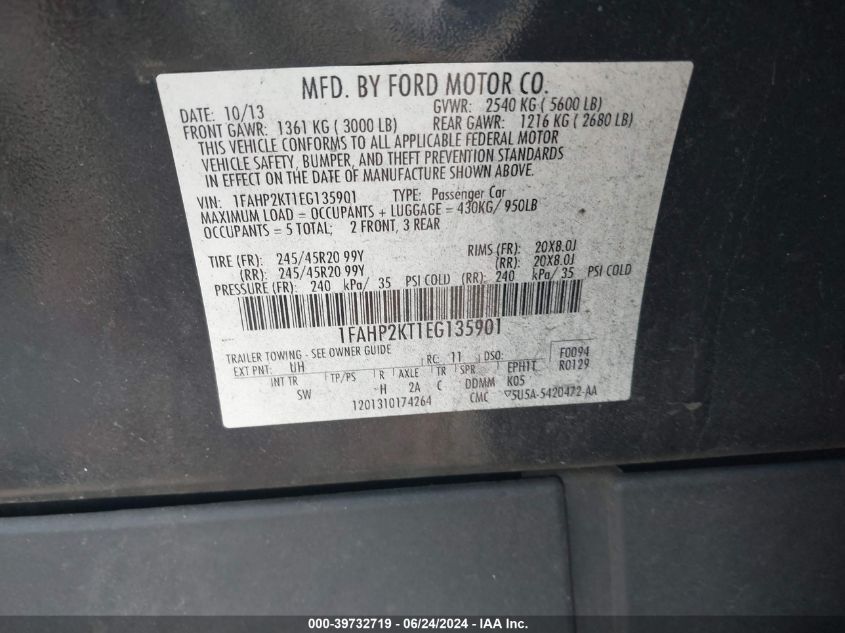 MFD. BY FORD MOTOR CO.
DATE: 10/13 GVWR: 2540 KG ( 5600 LB)
FRONT GAWR: 1361 KG ( 3000 LB) REAR GAWR: 1216 KG ( 2680 LB)
THIS VEHICLE CONFORMS TO ALL APPLICABLE FEDERAL MOTOR
VEHICLE SAFETY, BUMPER, AND THEFT PREVENTION STANDARDS
IN EFFECT ON THE DATE OF MANUFACTURE SHOWN ABOVE.
VIN: 1FAHP2KT1EG135901 TYPE: Passenger Car
MAXIMUM LOAD = OCCUPANTS + LUGGAGE = 430KG/ 950LB
OCCUPANTS = 5 TOTAL; 2 FRONT, 3 REAR
TIRE (FR): 245/45R20 99Y RIMS (FR): 20X8.0J
(RR): 245/45R20 99Y (RR): 20X8.0J
PRESSURE (FR): 240 kPa/ 35 PSI COLD (RR): 240 kPa/ 35 PSI COLD
1FAHP2KT1EG135901
TRAILER TOWING - SEE OWNER GUIDE
EXT PNT: UH RC: 11 DSO: F0094
INT TR TP/PS R AXLE TR SPR EPH1T R0129
SW H 2A C DDMM K05
1201310174264 CMC 5U5A-5420472-AA
000-39732719 - 06/24/2024 - IAA, Inc.